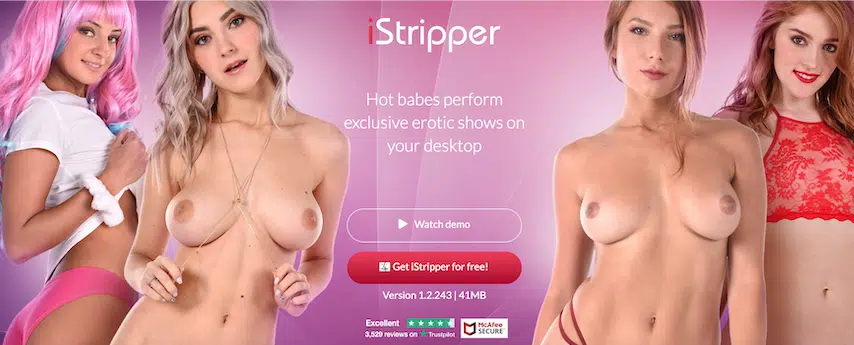 iStripper
Hot babes perform
exclusive erotic shows on
your desktop
Watch demo
Get iStripper for free!
Version 1.2.243 | 41MB
Excellent
3,529 reviews on Trustpilot
McAfee
SECURE